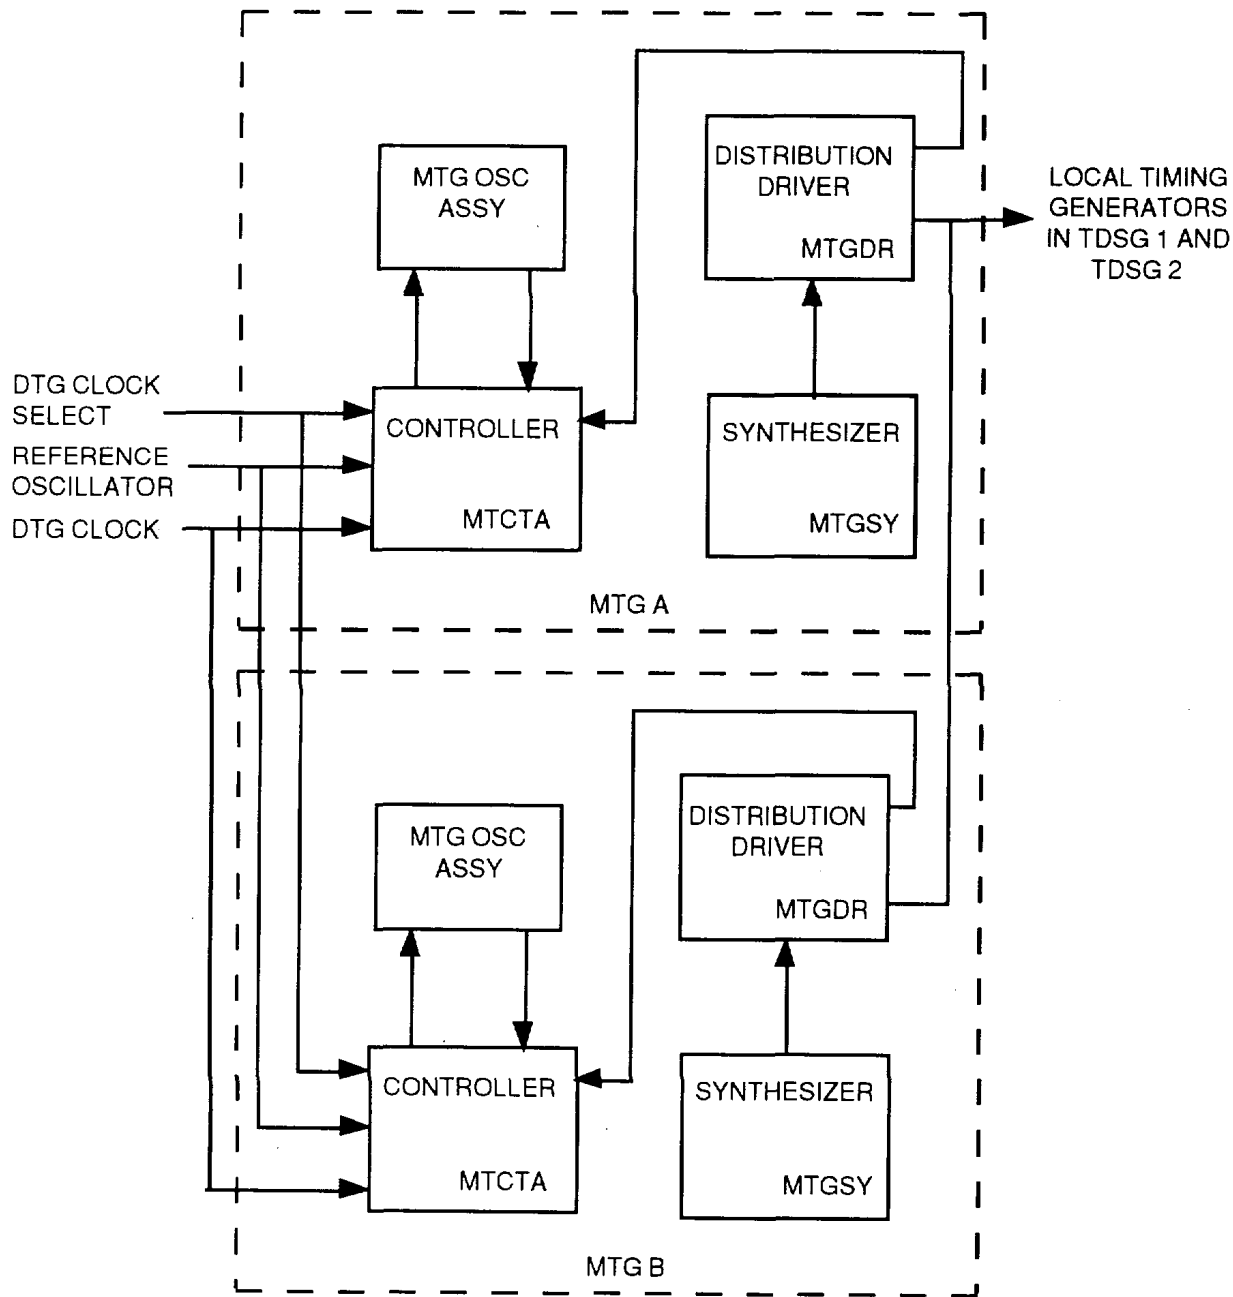 MTG OSC
ASSY
DISTRIBUTION
DRIVER
MTGDR
LOCAL TIMING
GENERATORS
IN TDSG 1 AND
TDSG 2
DTG CLOCK
SELECT
REFERENCE
OSCILLATOR
DTG CLOCK
CONTROLLER
MTCTA
SYNTHESIZER
MTGSY
MTG A
MTG OSC
ASSY
DISTRIBUTION
DRIVER
MTGDR
CONTROLLER
MTCTA
SYNTHESIZER
MTGSY
MTG B